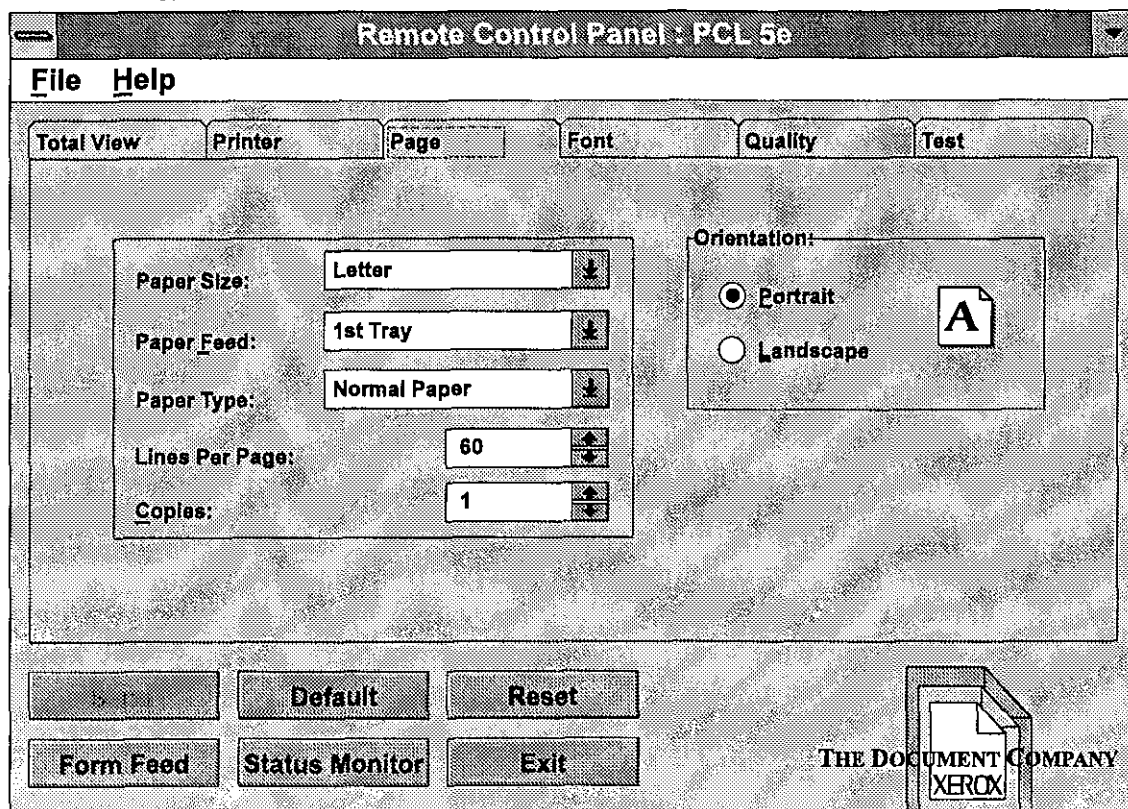 Remote Control Panel : PCL 5e
File Help
Total View Printer Page Font Quality Test
Paper Size: Letter
Paper Feed: 1st Tray
Paper Type: Normal Paper
Lines Per Page: 60
Copies: 1
Orientation:
Portrait
Landscape
A
Default Reset
Form Feed Status Monitor Exit
THE DOCUMENT COMPANY
XEROX